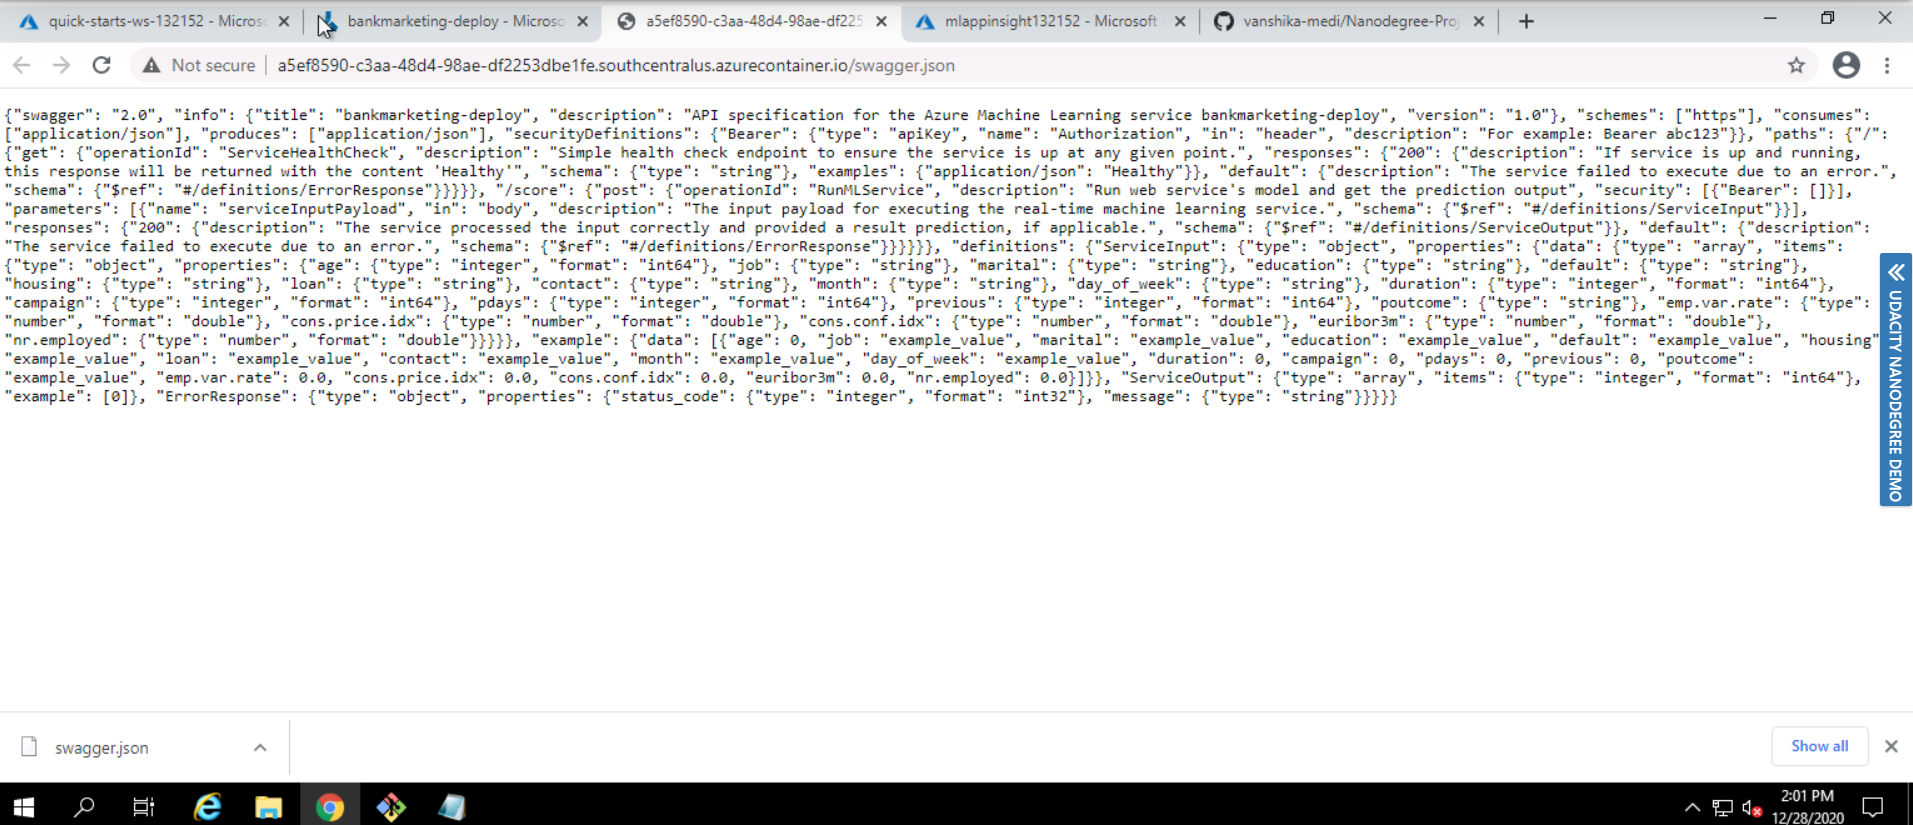 quick-starts-ws-132152 - Micros
bankmarketing-deploy - Microso
a5ef8590-c3aa-48d4-98ae-df225
mlappinsight132152 - Microsoft
vanshika-medi/Nanodegree-Proj
Not secure
a5ef8590-c3aa-48d4-98ae-df2253dbe1fe.southcentralus.azurecontainer.io/swagger.json
{"swagger": "2.0", "info": {"title": "bankmarketing-deploy", "description": "API specification for the Azure Machine Learning service bankmarketing-deploy", "version": "1.0"}, "schemes": ["https"], "consumes":
["application/json"], "produces": ["application/json"], "securityDefinitions": {"Bearer": {"type": "apiKey", "name": "Authorization", "in": "header", "description": "For example: Bearer abc123"}}, "paths": {"/":
{"get": {"operationId": "ServiceHealthCheck", "description": "Simple health check endpoint to ensure the service is up at any given point.", "responses": {"200": {"description": "If service is up and running,
this response will be returned with the content 'Healthy'", "schema": {"type": "string"}, "examples": {"application/json": "Healthy"}}, "default": {"description": "The service failed to execute due to an error.",
"schema": {"$ref": "#/definitions/ErrorResponse"}}}}}, "/score": {"post": {"operationId": "RunMLService", "description": "Run web service's model and get the prediction output", "security": [{"Bearer": []}],
"parameters": [{"name": "serviceInputPayload", "in": "body", "description": "The input payload for executing the real-time machine learning service.", "schema": {"$ref": "#/definitions/ServiceInput"}}],
"responses": {"200": {"description": "The service processed the input correctly and provided a result prediction, if applicable.", "schema": {"$ref": "#/definitions/ServiceOutput"}}, "default": {"description":
"The service failed to execute due to an error.", "schema": {"$ref": "#/definitions/ErrorResponse"}}}}}}, "definitions": {"ServiceInput": {"type": "object", "properties": {"data": {"type": "array", "items":
{"type": "object", "properties": {"age": {"type": "integer", "format": "int64"}, "job": {"type": "string"}, "marital": {"type": "string"}, "education": {"type": "string"}, "default": {"type": "string"},
"housing": {"type": "string"}, "loan": {"type": "string"}, "contact": {"type": "string"}, "month": {"type": "string"}, "day_of_week": {"type": "string"}, "duration": {"type": "integer", "format": "int64"},
"campaign": {"type": "integer", "format": "int64"}, "pdays": {"type": "integer", "format": "int64"}, "previous": {"type": "integer", "format": "int64"}, "poutcome": {"type": "string"}, "emp.var.rate": {"type":
"number", "format": "double"}, "cons.price.idx": {"type": "number", "format": "double"}, "cons.conf.idx": {"type": "number", "format": "double"}, "euribor3m": {"type": "number", "format": "double"},
"nr.employed": {"type": "number", "format": "double"}}}}}, "example": {"data": [{"age": 0, "job": "example_value", "marital": "example_value", "education": "example_value", "default": "example_value", "housing"
"example_value", "loan": "example_value", "contact": "example_value", "month": "example_value", "day_of_week": "example_value", "duration": 0, "campaign": 0, "pdays": 0, "previous": 0, "poutcome":
"example_value", "emp.var.rate": 0.0, "cons.price.idx": 0.0, "cons.conf.idx": 0.0, "euribor3m": 0.0, "nr.employed": 0.0}]}}, "ServiceOutput": {"type": "array", "items": {"type": "integer", "format": "int64"},
"example": [0]}, "ErrorResponse": {"type": "object", "properties": {"status_code": {"type": "integer", "format": "int32"}, "message": {"type": "string"}}}}}
UDACITY NANODEGREE DEMO
swagger.json
Show all
2:01 PM
12/28/2020